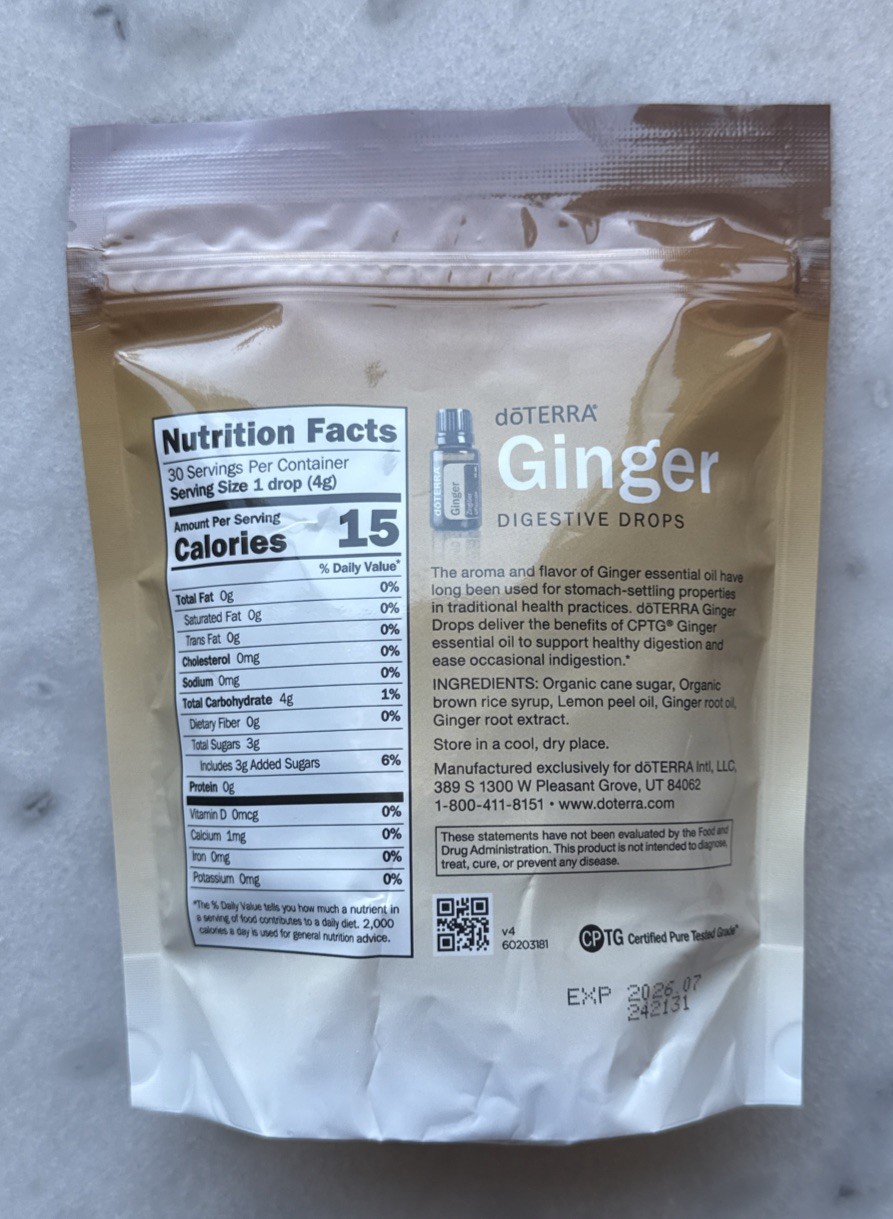 Nutrition Facts
30 Servings Per Container
Serving Size 1 drop (4g)
Amount Per Serving
Calories 15
% Daily Value*
Total Fat 0g 0%
Saturated Fat 0g 0%
Trans Fat 0g 0%
Cholesterol 0mg 0%
Sodium 0mg 0%
Total Carbohydrate 4g 1%
Dietary Fiber 0g 0%
Total Sugars 3g
Includes 3g Added Sugars 6%
Protein 0g
Vitamin D 0mcg 0%
Calcium 1mg 0%
Iron 0mg 0%
Potassium 0mg 0%
*The % Daily Value tells you how much a nutrient in
a serving of food contributes to a daily diet. 2,000
calories a day is used for general nutrition advice.
dōTERRA
Ginger
dōTERRA®
Ginger
DIGESTIVE DROPS
The aroma and flavor of Ginger essential oil have
long been used for stomach-settling properties
in traditional health practices. dōTERRA Ginger
Drops deliver the benefits of CPTG® Ginger
essential oil to support healthy digestion and
ease occasional indigestion.*
INGREDIENTS: Organic cane sugar, Organic
brown rice syrup, Lemon peel oil, Ginger root oil,
Ginger root extract.
Store in a cool, dry place.
Manufactured exclusively for dōTERRA Intl, LLC,
389 S 1300 W Pleasant Grove, UT 84062
1-800-411-8151 • www.doterra.com
These statements have not been evaluated by the Food and
Drug Administration. This product is not intended to diagnose,
treat, cure, or prevent any disease.
v4
60203181
CPTG Certified Pure Tested Grade®
EXP 2026.07
242131